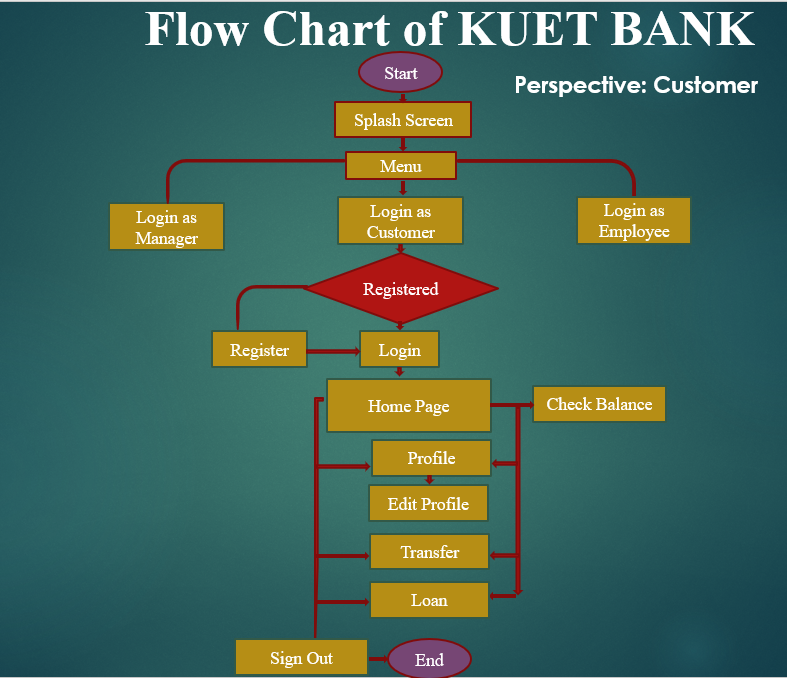 Flow Chart of KUET BANK
Start
Perspective: Customer
Splash Screen
Menu
Login as
Manager
Login as
Customer
Login as
Employee
Registered
Register
Login
Home Page
Check Balance
Profile
Edit Profile
Transfer
Loan
Sign Out
End